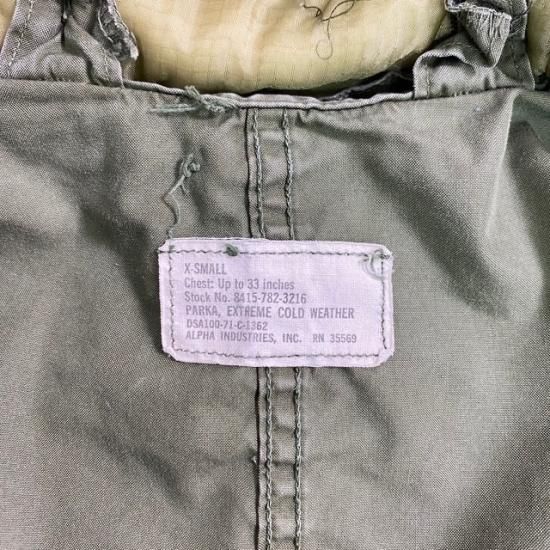 X-SMALL
Chest: Up to 33 inches
Stock No. 8415-782-3216
PARKA, EXTREME COLD WEATHER
DSA100-71-C-1362
ALPHA INDUSTRIES, INC. RN 35569